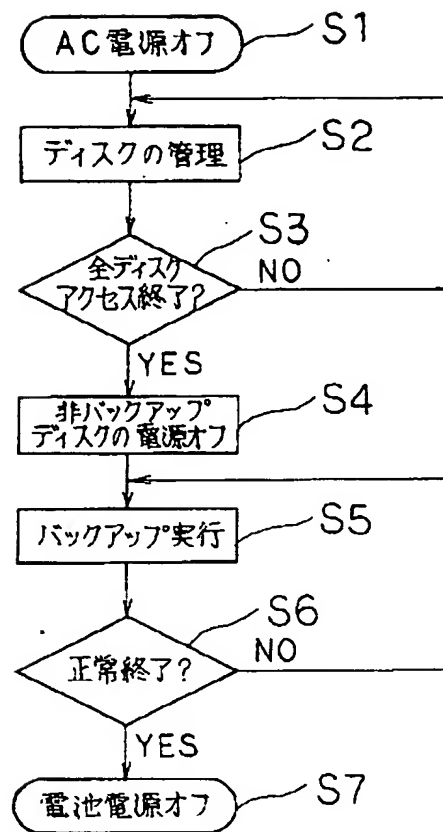 AC電源オフ
S1
ディスクの管理
S2
全ディスク
アクセス終了?
S3
NO
YES
非バックアップ
ディスクの電源オフ
S4
バックアップ実行
S5
正常終了?
S6
NO
YES
電池電源オフ
S7